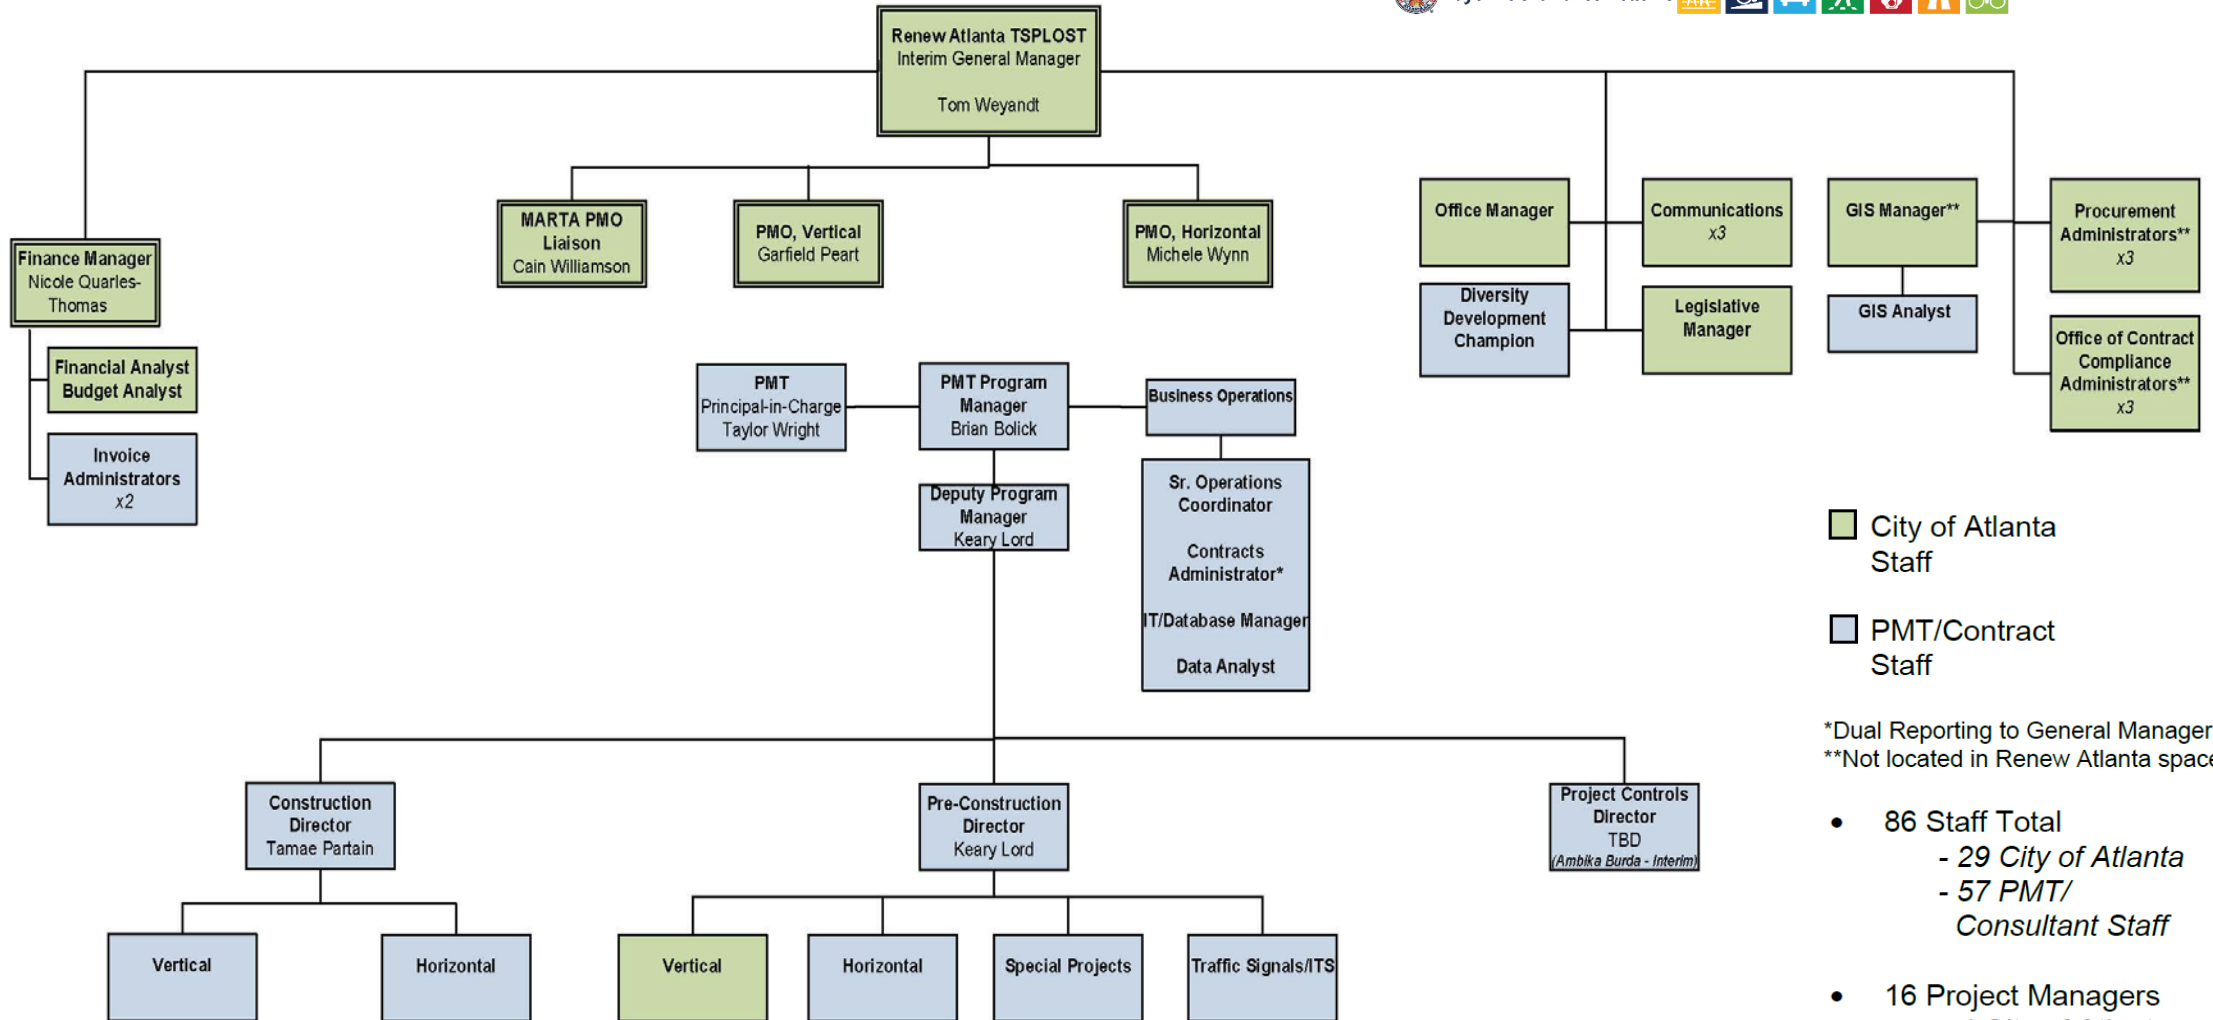 Renew Atlanta TSPLOST
Interim General Manager
Tom Weyandt
Finance Manager
Nicole Quarles-
Thomas
Financial Analyst
Budget Analyst
Invoice
Administrators
x2
MARTA PMO
Liaison
Cain Williamson
PMO, Vertical
Garfield Peart
PMO, Horizontal
Michele Wynn
Office Manager
Communications
x3
Diversity
Development
Champion
Legislative
Manager
GIS Manager**
GIS Analyst
Procurement
Administrators**
x3
Office of Contract
Compliance
Administrators**
x3
PMT
Principal-in-Charge
Taylor Wright
PMT Program
Manager
Brian Bolick
Business Operations
Deputy Program
Manager
Keary Lord
Sr. Operations
Coordinator
Contracts
Administrator*
IT/Database Manager
Data Analyst
Construction
Director
Tamae Partain
Pre-Construction
Director
Keary Lord
Project Controls
Director
TBD
(Ambika Burda - Interim)
Vertical
Horizontal
Vertical
Horizontal
Special Projects
Traffic Signals/ITS
City of Atlanta
Staff
PMT/Contract
Staff
*Dual Reporting to General Manager
**Not located in Renew Atlanta space
• 86 Staff Total
- 29 City of Atlanta
- 57 PMT/
Consultant Staff
• 16 Project Managers